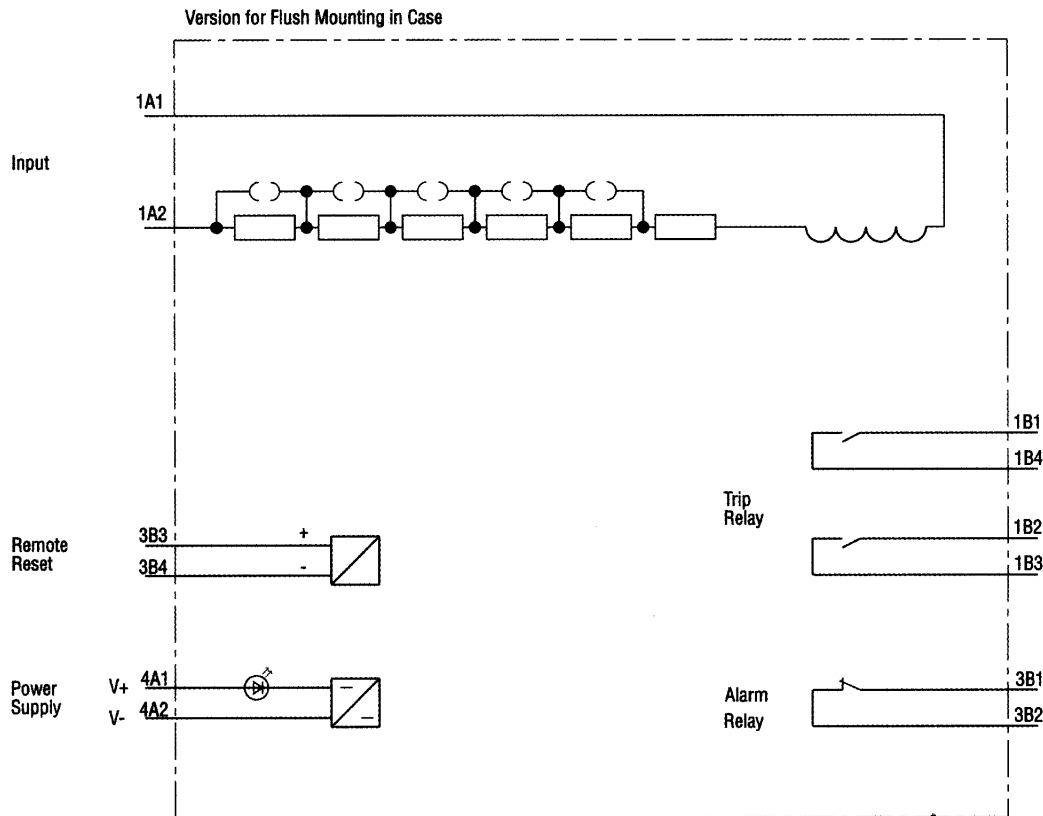 Version for Flush Mounting in Case
1A1
Input
1A2
1B1
1B4
Trip
Relay
1B2
1B3
Remote
Reset
3B3
+
3B4
-
Power
Supply
V+
4A1
V-
4A2
Alarm
Relay
3B1
3B2